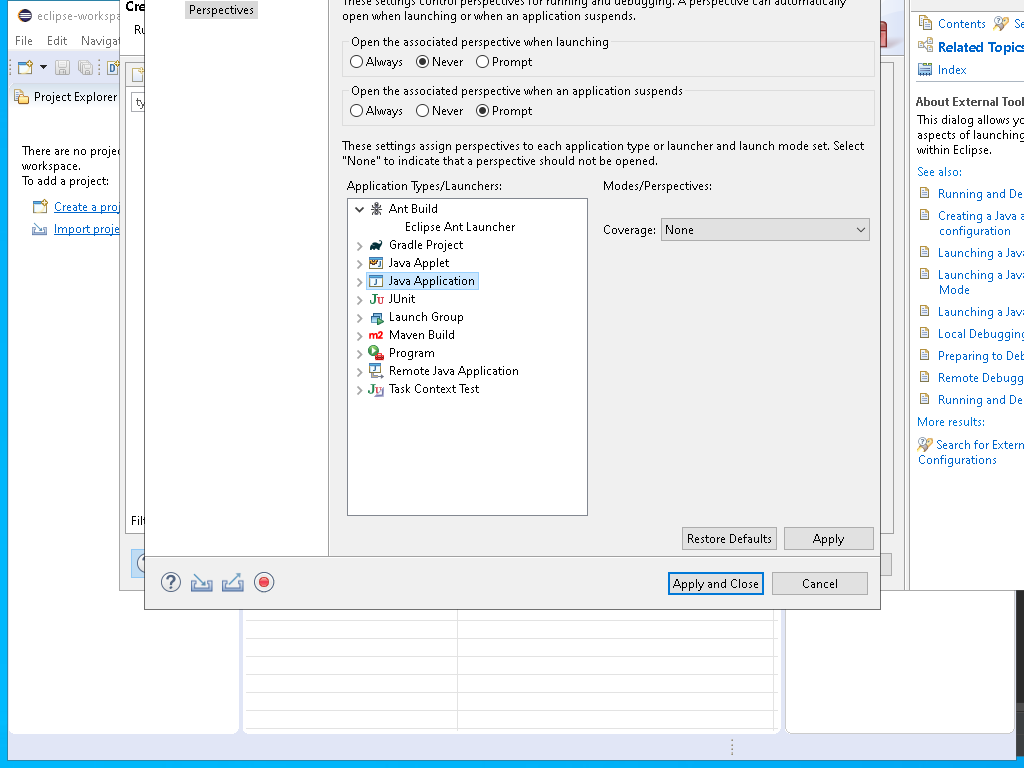 eclipse-workspa
File Edit Navigat
Project Explorer
There are no proje
workspace.
To add a project:
Create a proj
Import proje
Cre
Ru
ty
Filt
Perspectives
These settings control perspectives for running and debugging. A perspective can automatically
open when launching or when an application suspends.
Open the associated perspective when launching
Always Never Prompt
Open the associated perspective when an application suspends
Always Never Prompt
These settings assign perspectives to each application type or launcher and launch mode set. Select
"None" to indicate that a perspective should not be opened.
Application Types/Launchers:
Modes/Perspectives:
Ant Build
Eclipse Ant Launcher
Gradle Project
Java Applet
Java Application
JUnit
Launch Group
Maven Build
Program
Remote Java Application
Task Context Test
Coverage: None
Restore Defaults Apply
Apply and Close Cancel
Contents Se
Related Topics
Index
About External Tool
This dialog allows yo
aspects of launching
within Eclipse.
See also:
Running and De
Creating a Java a
configuration
Launching a Java
Launching a Java
Mode
Launching a Java
Local Debugging
Preparing to Deb
Remote Debugg
Running and De
More results:
Search for Extern
Configurations